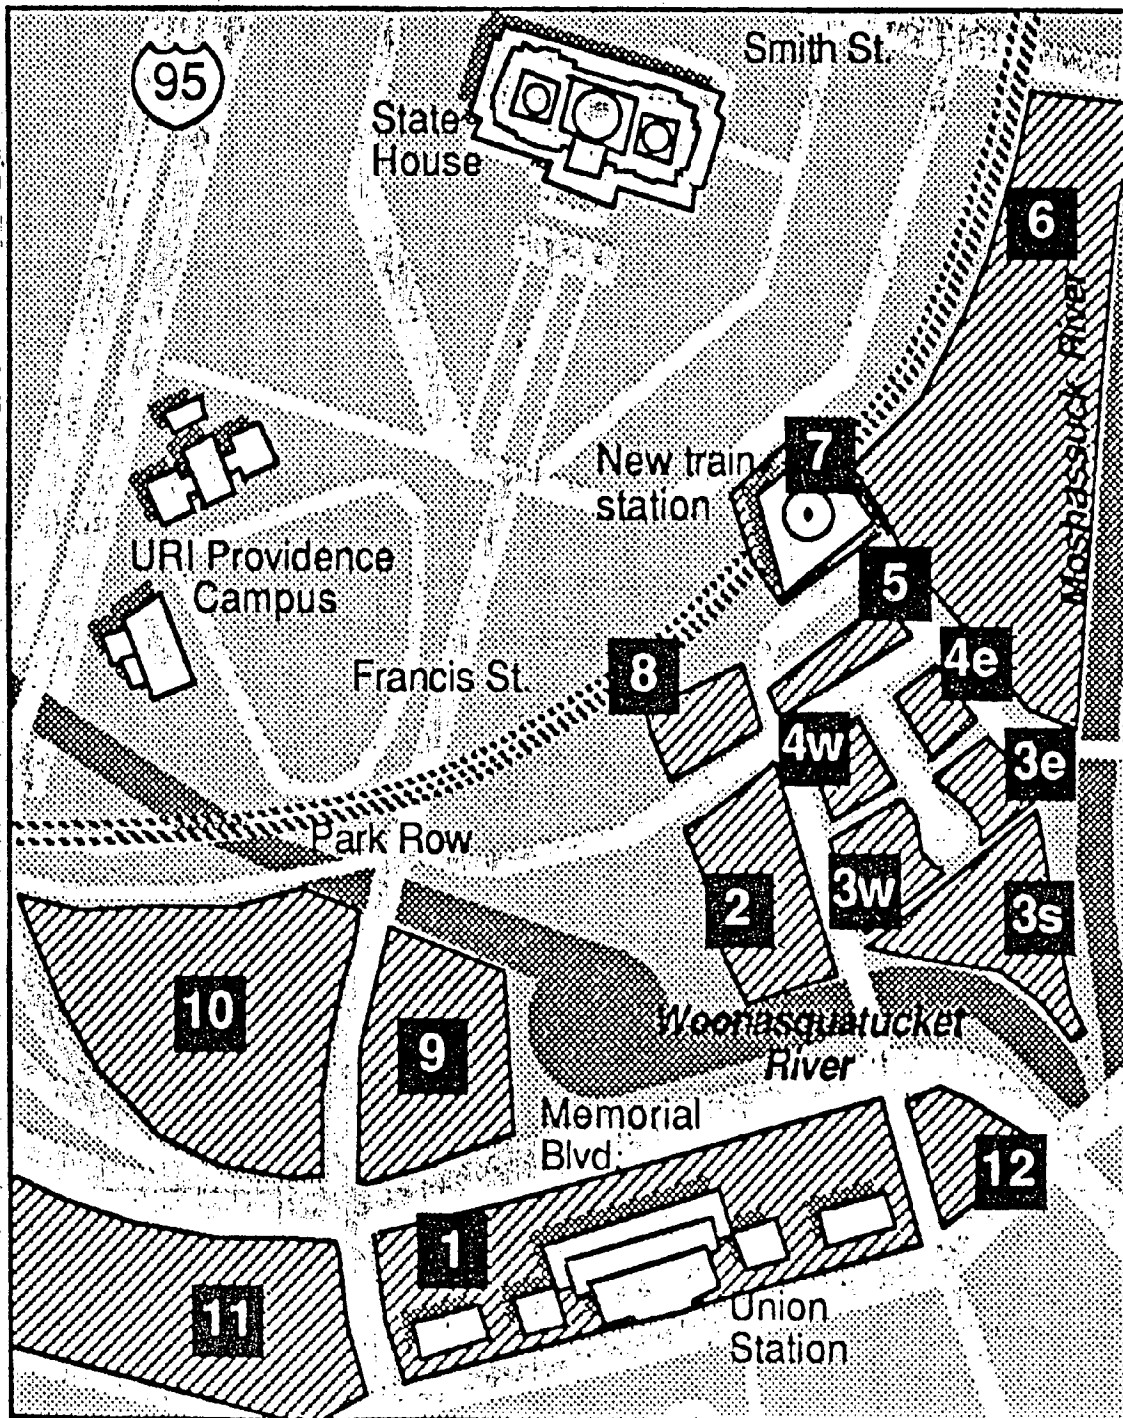 Smith St.
95
State
House
6
Moshassuck River
7
New train
station
URI Providence
Campus
5
4e
8
Francis St.
4w
3e
Park Row
2
3w
3s
10
9
Woonasquatucket
River
Memorial
Blvd.
12
1
11
Union
Station